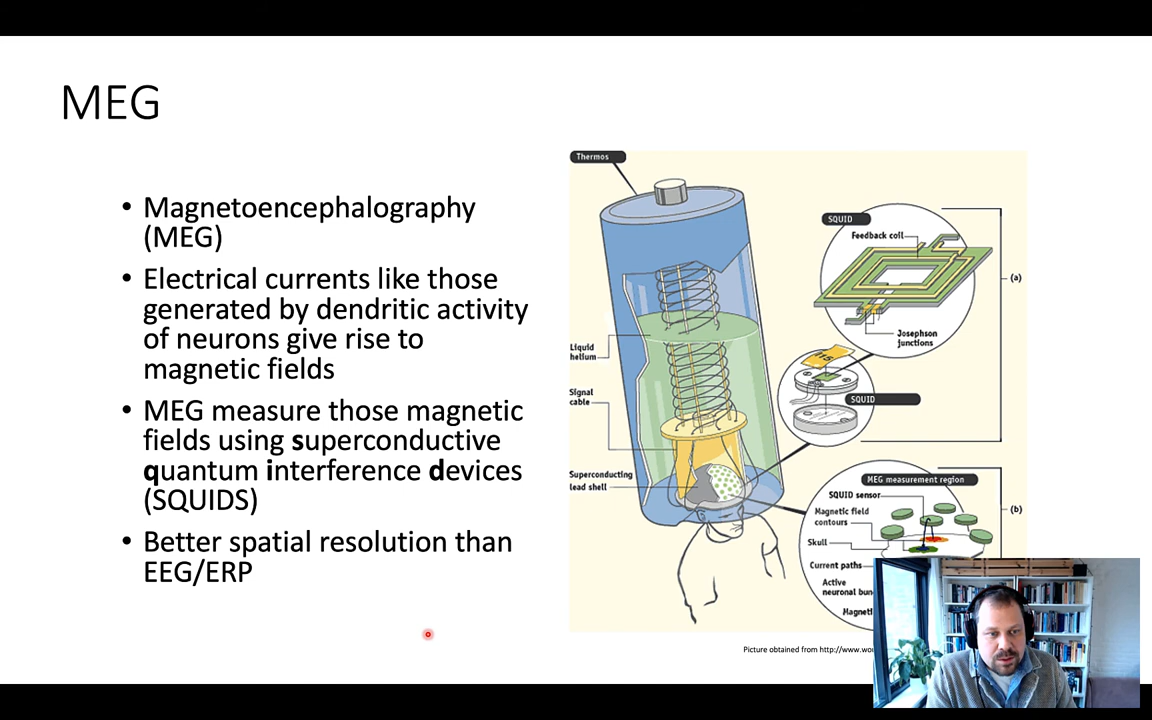 MEG
• Magnetoencephalography
(MEG)
• Electrical currents like those
generated by dendritic activity
of neurons give rise to
magnetic fields
• MEG measure those magnetic
fields using superconductive
quantum interference devices
(SQUIDS)
• Better spatial resolution than
EEG/ERP
Thermos
SQUID
Feedback coil
(a)
Josephson
junctions
Liquid
helium
SQUID
Signal
cable
Superconducting
lead shell
MEG measurement region
SQUID sensor
Magnetic field
contours
(b)
Skull
Current paths
Active
neuronal bun
Magneti
Picture obtained from http://www.wo